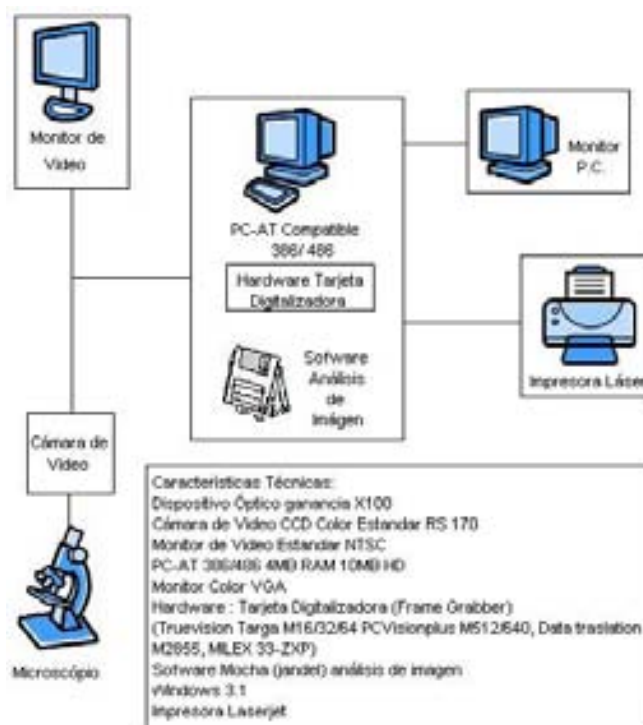 Monitor de
Video
PC-AT Compatible
386/ 486
Hardware Tarjeta
Digitalizadora
Sofware
Análisis
de
Imágen
Monitor
P.C.
Impresora Láser
Cámara de
Video
Microscópio
Caracteristicas Técnicas:
Dispositivo Óptico ganancia X100
Cámara de Video CCD Color Estandar RS 170
Monitor de Video Estandar NTSC
PC-AT 386/486 4MB RAM 10MB HD
Monitor Color VGA
Hardware : Tarjeta Digitalizadora (Frame Grabber)
(Truevision Targa M16/32/64 PCVisionplus M512/640, Data traslation
M2855, MILEX 33-ZXP)
Sofware Mocha (jandel) análisis de imagen
Windows 3.1
Impresora Laserjet